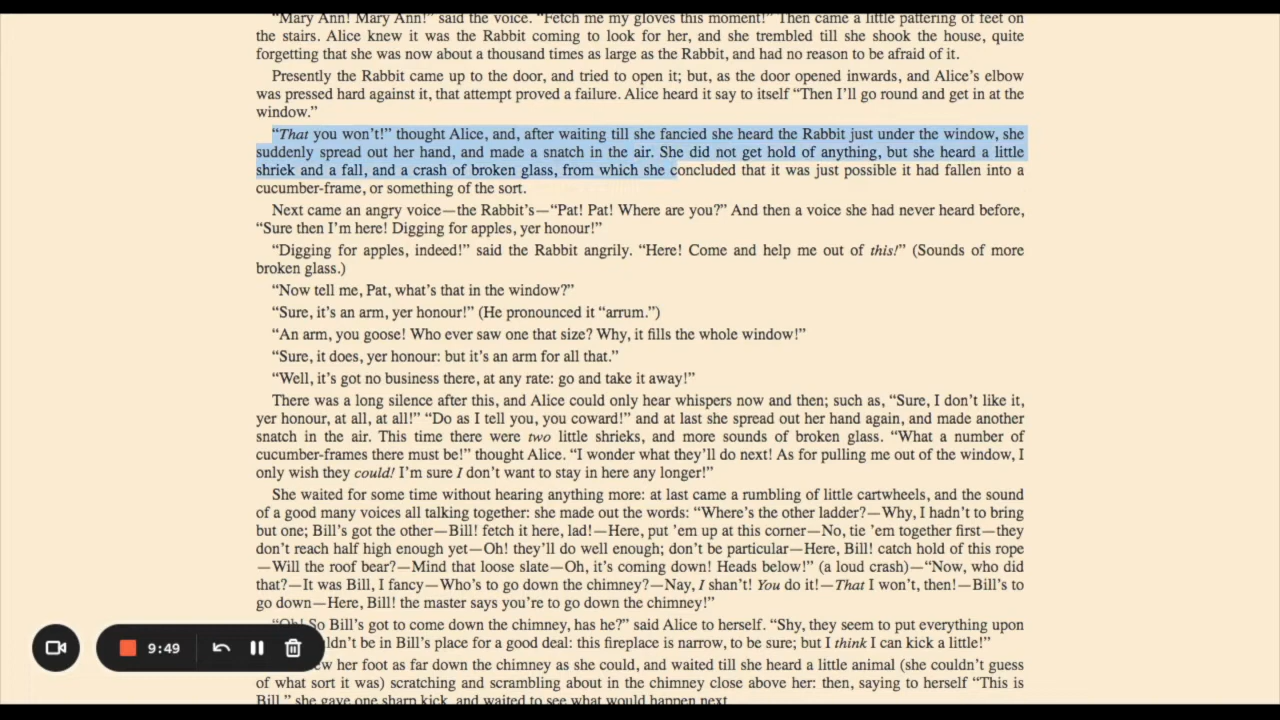 “Mary Ann! Mary Ann!” said the voice. “Fetch me my gloves this moment!” Then came a little pattering of feet on
the stairs. Alice knew it was the Rabbit coming to look for her, and she trembled till she shook the house, quite
forgetting that she was now about a thousand times as large as the Rabbit, and had no reason to be afraid of it.
Presently the Rabbit came up to the door, and tried to open it; but, as the door opened inwards, and Alice’s elbow
was pressed hard against it, that attempt proved a failure. Alice heard it say to itself “Then I’ll go round and get in at the
window.”
“That you won’t!” thought Alice, and, after waiting till she fancied she heard the Rabbit just under the window, she
suddenly spread out her hand, and made a snatch in the air. She did not get hold of anything, but she heard a little
shriek and a fall, and a crash of broken glass, from which she concluded that it was just possible it had fallen into a
cucumber-frame, or something of the sort.
Next came an angry voice—the Rabbit’s—“Pat! Pat! Where are you?” And then a voice she had never heard before,
“Sure then I’m here! Digging for apples, yer honour!”
“Digging for apples, indeed!” said the Rabbit angrily. “Here! Come and help me out of this!” (Sounds of more
broken glass.)
“Now tell me, Pat, what’s that in the window?”
“Sure, it’s an arm, yer honour!” (He pronounced it “arrum.”)
“An arm, you goose! Who ever saw one that size? Why, it fills the whole window!”
“Sure, it does, yer honour: but it’s an arm for all that.”
“Well, it’s got no business there, at any rate: go and take it away!”
There was a long silence after this, and Alice could only hear whispers now and then; such as, “Sure, I don’t like it,
yer honour, at all, at all!” “Do as I tell you, you coward!” and at last she spread out her hand again, and made another
snatch in the air. This time there were two little shrieks, and more sounds of broken glass. “What a number of
cucumber-frames there must be!” thought Alice. “I wonder what they’ll do next! As for pulling me out of the window, I
only wish they could! I’m sure I don’t want to stay in here any longer!”
She waited for some time without hearing anything more: at last came a rumbling of little cartwheels, and the sound
of a good many voices all talking together: she made out the words: “Where’s the other ladder?—Why, I hadn’t to bring
but one; Bill’s got the other—Bill! fetch it here, lad!—Here, put ’em up at this corner—No, tie ’em together first—they
don’t reach half high enough yet—Oh! they’ll do well enough; don’t be particular—Here, Bill! catch hold of this rope
—Will the roof bear?—Mind that loose slate—Oh, it’s coming down! Heads below!” (a loud crash)—“Now, who did
that?—It was Bill, I fancy—Who’s to go down the chimney?—Nay, I shan’t! You do it!—That I won’t, then!—Bill’s to
go down—Here, Bill! the master says you’re to go down the chimney!”
“Oh! So Bill’s got to come down the chimney, has he?” said Alice to herself. “Shy, they seem to put everything upon
ldn’t be in Bill’s place for a good deal: this fireplace is narrow, to be sure; but I think I can kick a little!”
ew her foot as far down the chimney as she could, and waited till she heard a little animal (she couldn’t guess
of what sort it was) scratching and scrambling about in the chimney close above her: then, saying to herself “This is
Bill,” she gave one sharp kick, and waited to see what would happen next.
9:49